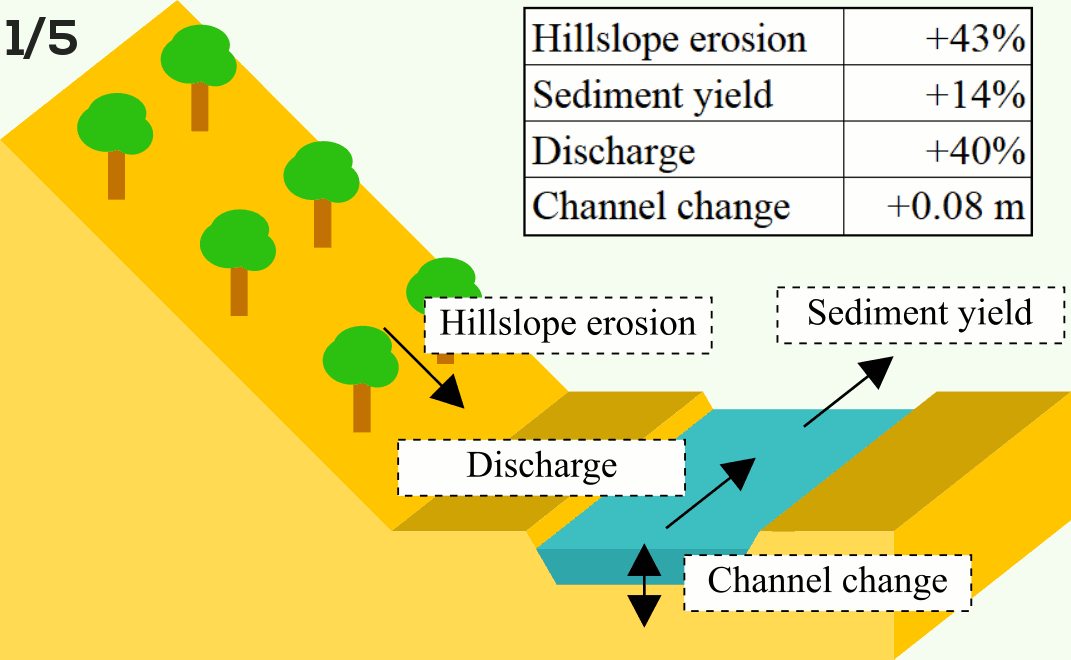 1/5
Hillslope erosion +43%
Sediment yield +14%
Discharge +40%
Channel change +0.08 m
Sediment yield
Hillslope erosion
Discharge
Channel change